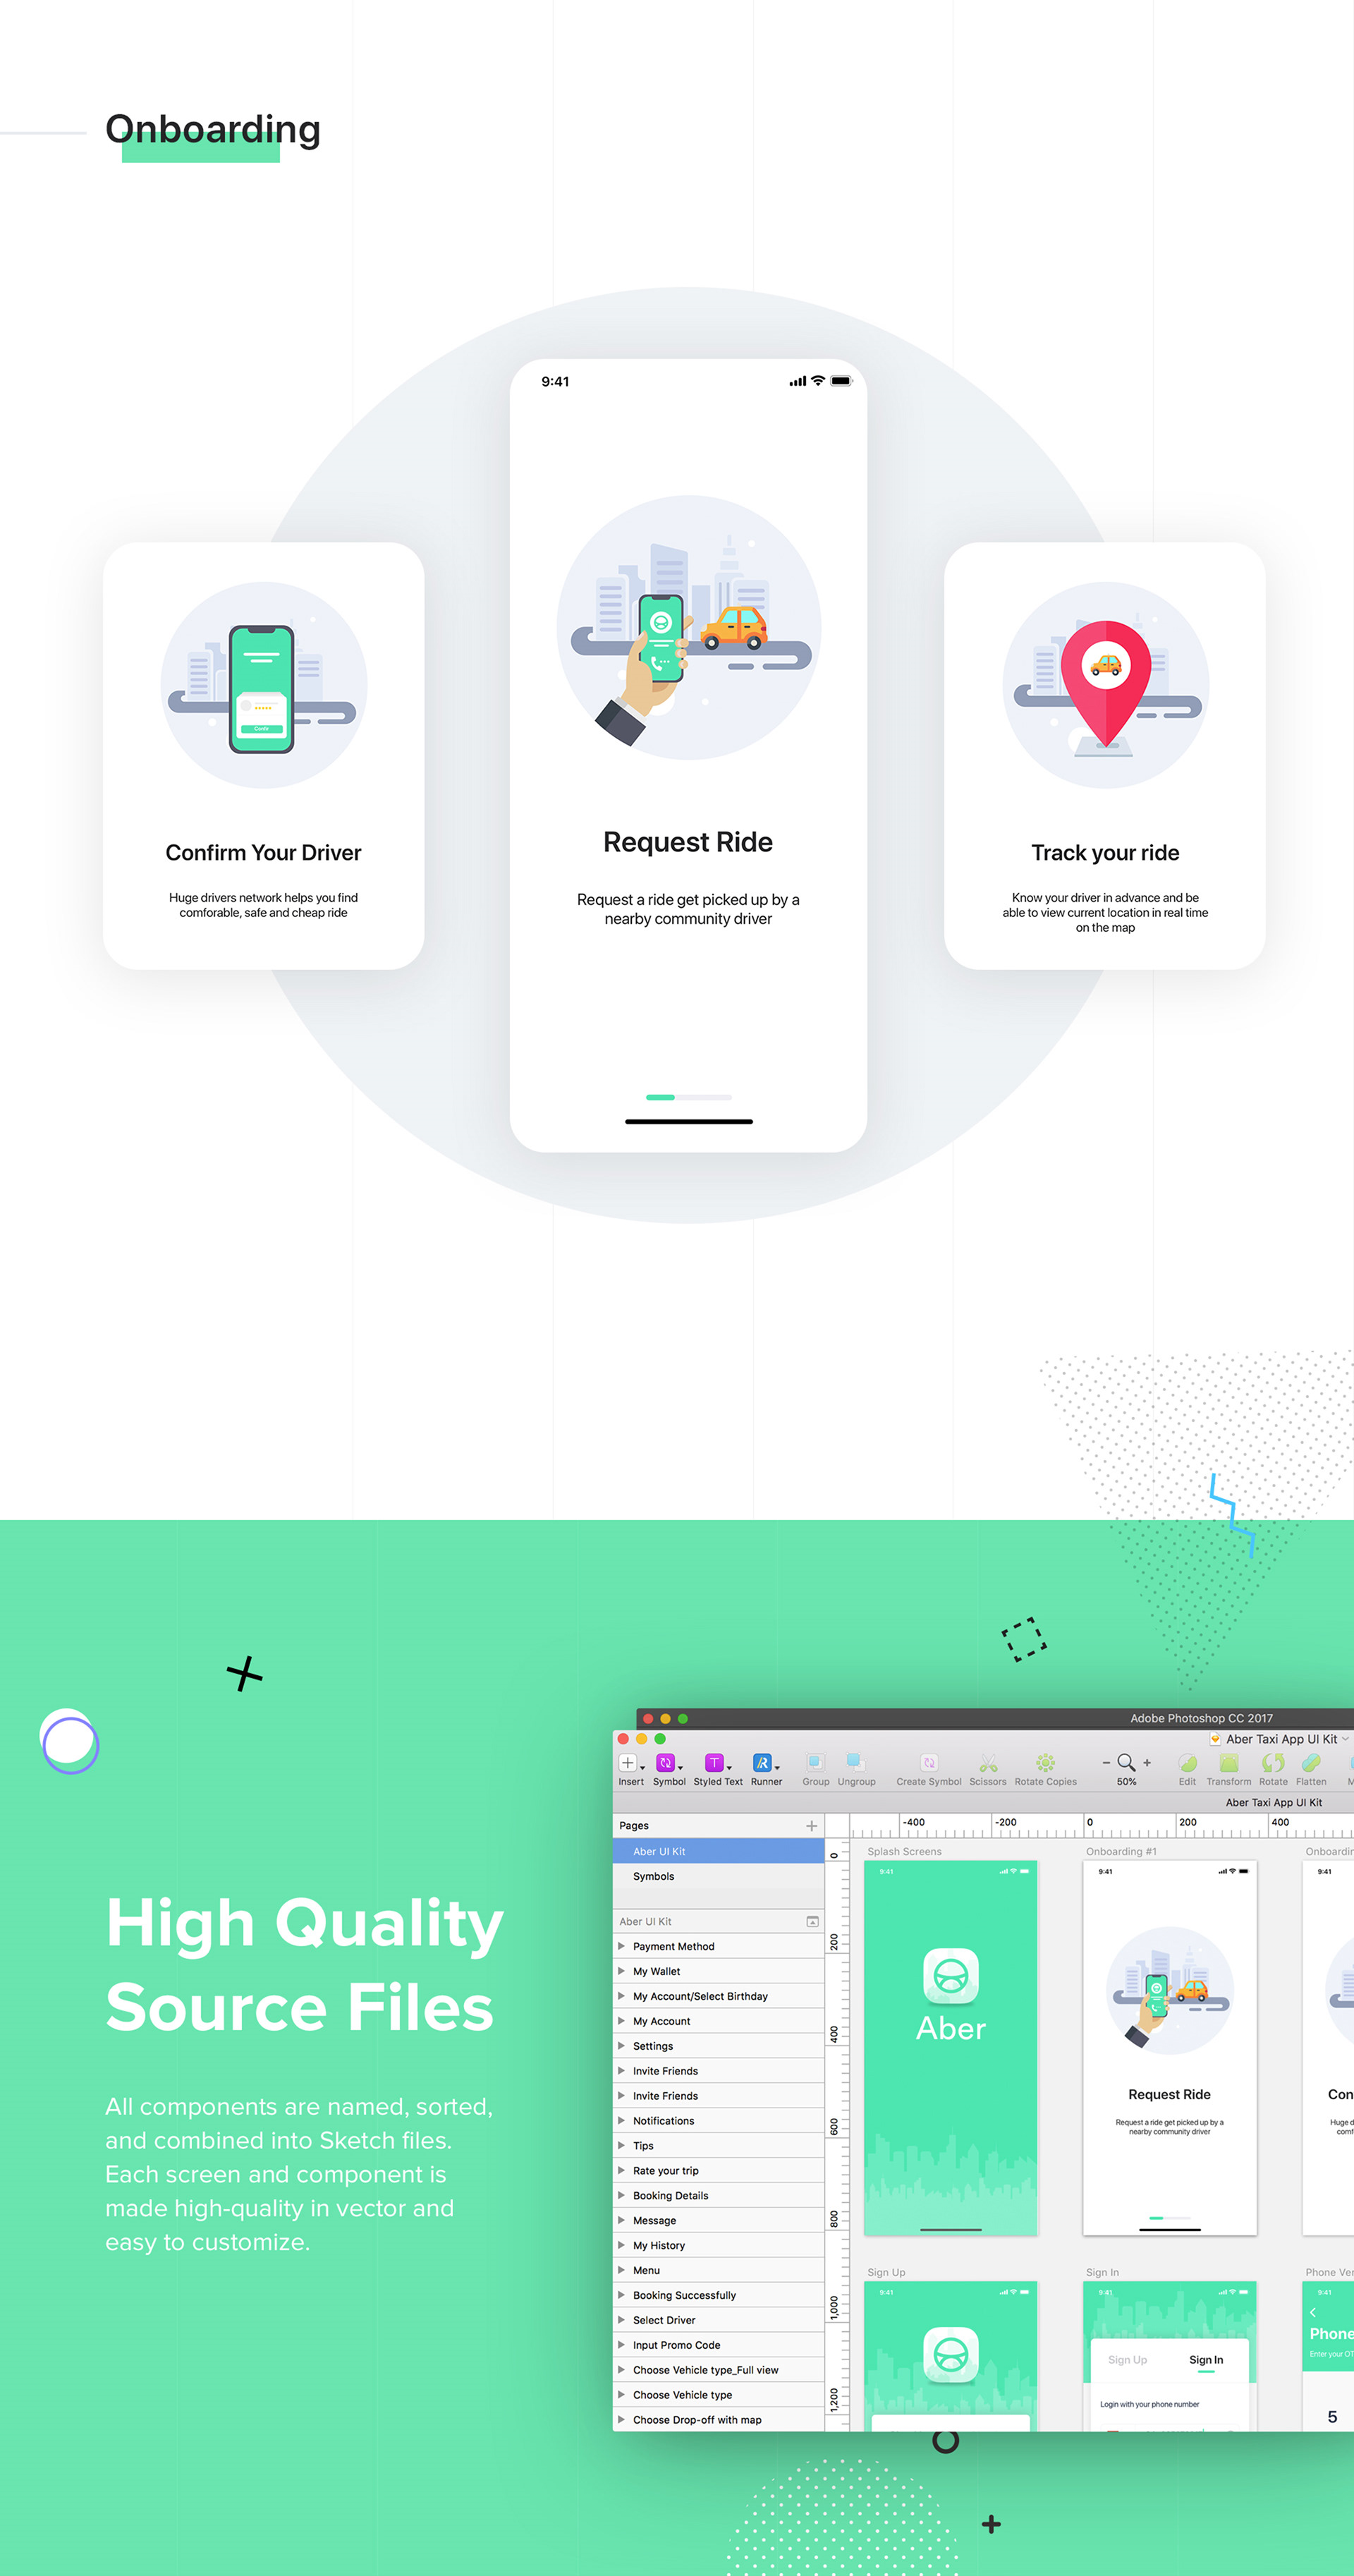 Onboarding
9:41
Confirm
Confirm Your Driver
Huge drivers network helps you find
comforable, safe and cheap ride
Request Ride
Request a ride get picked up by a
nearby community driver
Track your ride
Know your driver in advance and be
able to view current location in real time
on the map
High Quality
Source Files
All components are named, sorted,
and combined into Sketch files.
Each screen and component is
made high-quality in vector and
easy to customize.
Adobe Photoshop CC 2017
Aber Taxi App UI Kit
Insert Symbol Styled Text Runner Group Ungroup Create Symbol Scissors Rotate Copies 50% Edit Transform Rotate Flatten
Aber Taxi App UI Kit
Pages
Aber UI Kit
Symbols
Aber UI Kit
Payment Method
My Wallet
My Account/Select Birthday
My Account
Settings
Invite Friends
Invite Friends
Notifications
Tips
Rate your trip
Booking Details
Message
My History
Menu
Booking Successfully
Select Driver
Input Promo Code
Choose Vehicle type_Full view
Choose Vehicle type
Choose Drop-off with map
-400 -200 0 200 400
0
200
400
600
800
1,000
1,200
Splash Screens
9:41
Aber
Onboarding #1
9:41
Request Ride
Request a ride get picked up by a
nearby community driver
Onboardin
9:41
Con
Huge d
comf
Sign Up
9:41
Sign In
9:41
Sign Up Sign In
Login with your phone number
Phone Ver
9:41
Phone
Enter your OT
5